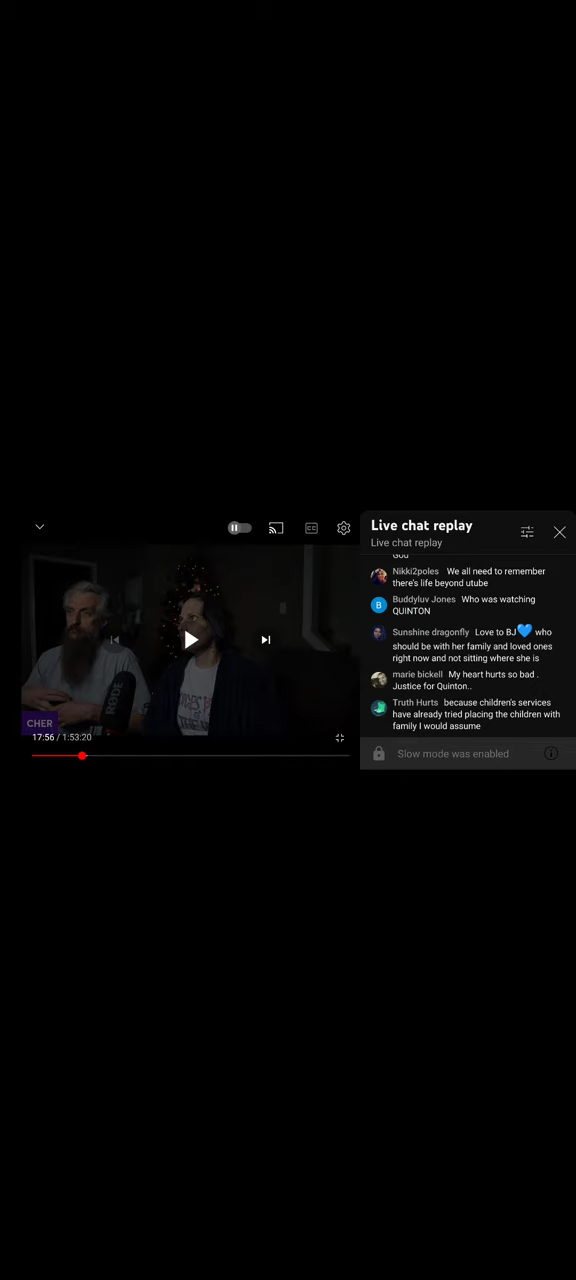 Live chat replay
Live chat replay
God
Nikki2poles We all need to remember
there's life beyond utube
B Buddyluv Jones Who was watching
QUINTON
Sunshine dragonfly Love to BJ💙 who
should be with her family and loved ones
right now and not sitting where she is
marie bickell My heart hurts so bad .
Justice for Quinton..
Truth Hurts because children's services
have already tried placing the children with
family I would assume
Slow mode was enabled
CC
RODE
CHER
17:56 / 1:53:20